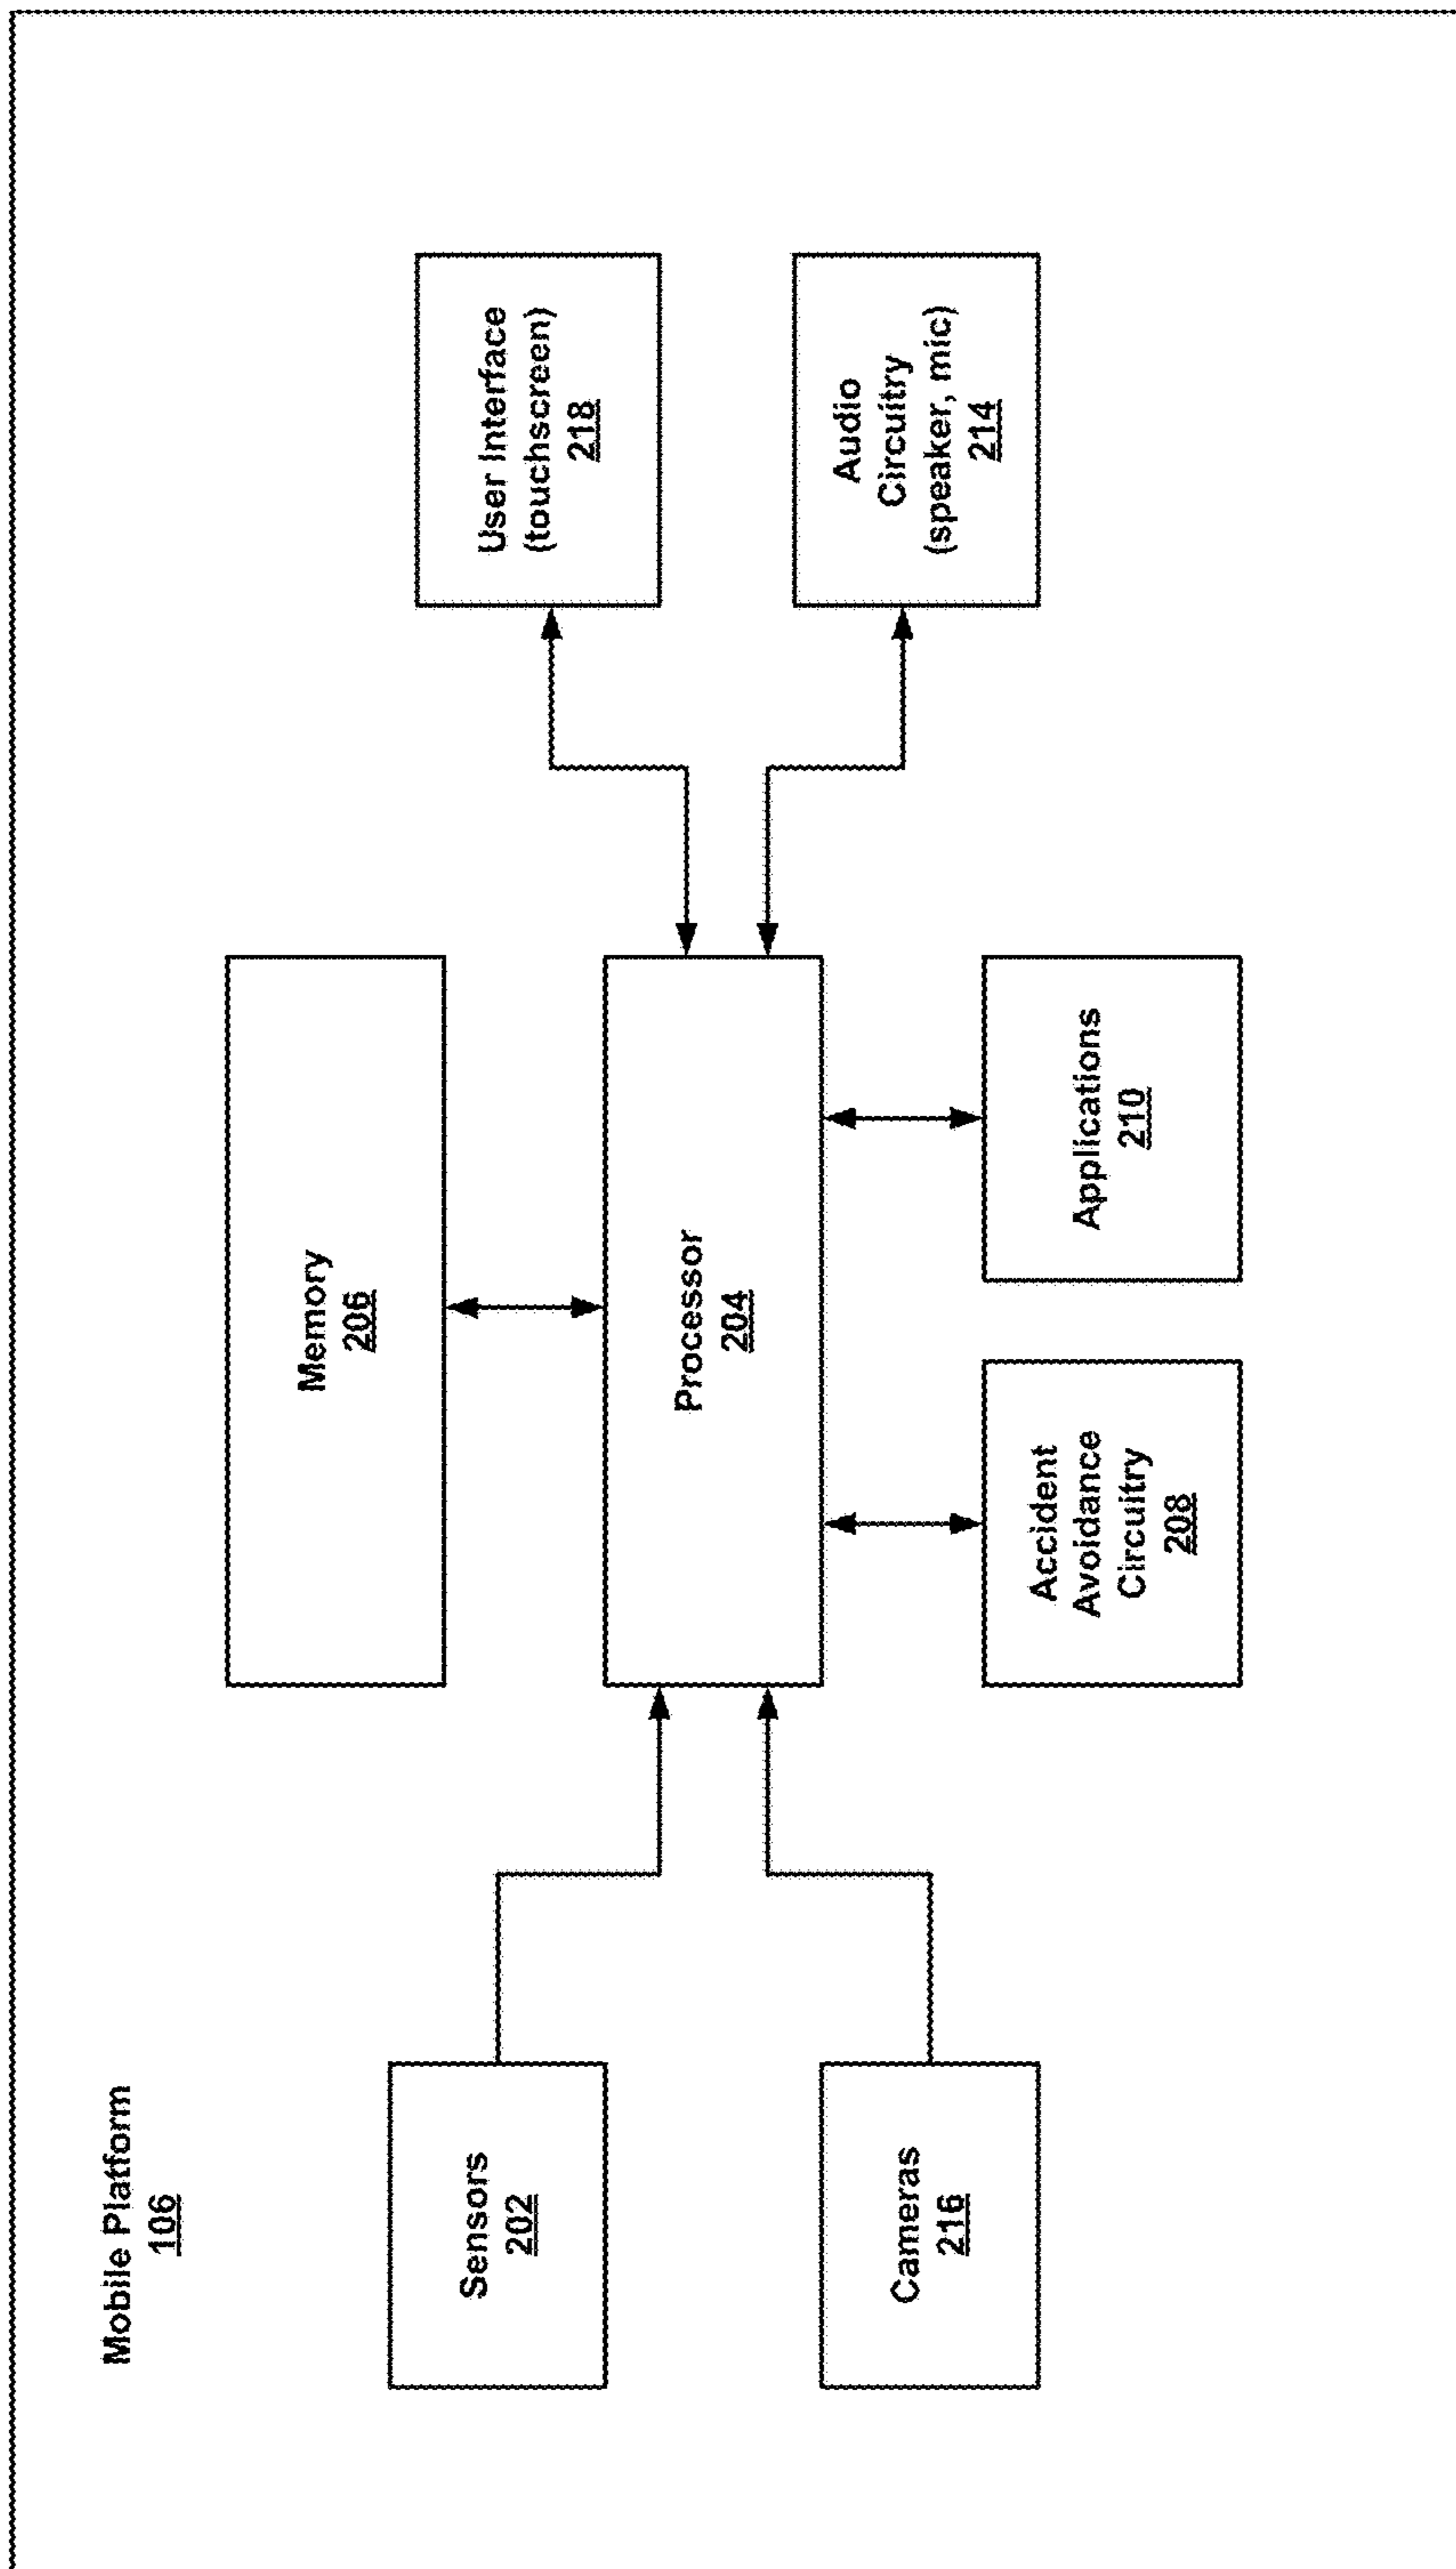 Mobile Platform
106
Memory
206
Sensors
202
Processor
204
User Interface
(touchscreen)
218
Cameras
216
Audio
Circuitry
(speaker, mic)
214
Accident
Avoidance
Circuitry
208
Applications
210